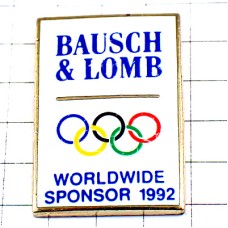 BAUSCH
& LOMB
WORLDWIDE
SPONSOR 1992